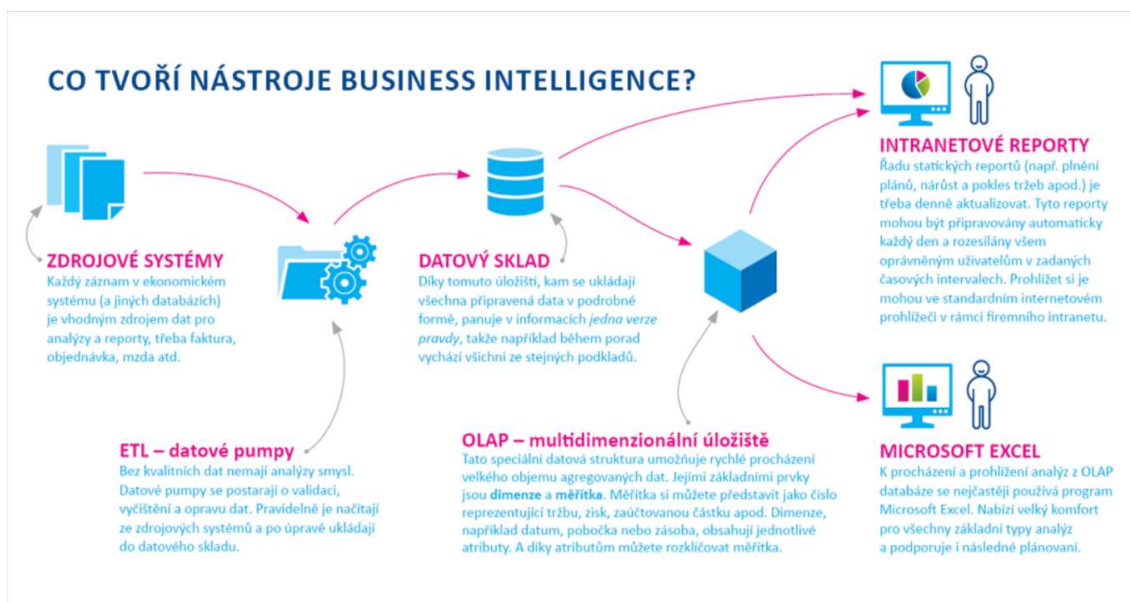 CO TVOŘÍ NÁSTROJE BUSINESS INTELLIGENCE?
ZDROJOVÉ SYSTÉMY
Každý záznam v ekonomickém
systému (a jiných databázích)
je vhodným zdrojem dat pro
analýzy a reporty, třeba faktura,
objednávka, mzda atd.
ETL – datové pumpy
Bez kvalitních dat nemají analýzy smysl.
Datové pumpy se postarají o validaci,
vyčištění a opravu dat. Pravidelně je načítají
ze zdrojových systémů a po úpravě ukládají
do datového skladu.
DATOVÝ SKLAD
Díky tomuto úložišti, kam se ukládají
všechna připravená data v podrobné
formě, panuje v informacích jedna verze
pravdy, takže například během porad
vychází všichni ze stejných podkladů.
OLAP – multidimenzionální úložiště
Tato speciální datová struktura umožňuje rychlé procházení
velkého objemu agregovaných dat. Jejími základními prvky
jsou dimenze a měřítka. Měřítka si můžete představit jako číslo
reprezentující tržbu, zisk, zaúčtovanou částku apod. Dimenze,
například datum, pobočka nebo zásoba, obsahují jednotlivé
atributy. A díky atributům můžete rozklíčovat měřítka.
INTRANETOVÉ REPORTY
Řadu statických reportů (např. plnění
plánů, nárůst a pokles tržeb apod.) je
třeba denně aktualizovat. Tyto reporty
mohou být připravovány automaticky
každý den a rozesílány všem
oprávněným uživatelům v zadaných
časových intervalech. Prohlížet si je
mohou ve standardním internetovém
prohlížeči v rámci firemního intranetu.
MICROSOFT EXCEL
K procházení a prohlížení analýz z OLAP
databáze se nejčastěji používá program
Microsoft Excel. Nabízí velký komfort
pro všechny základní typy analýz
a podporuje i následné plánovaní.